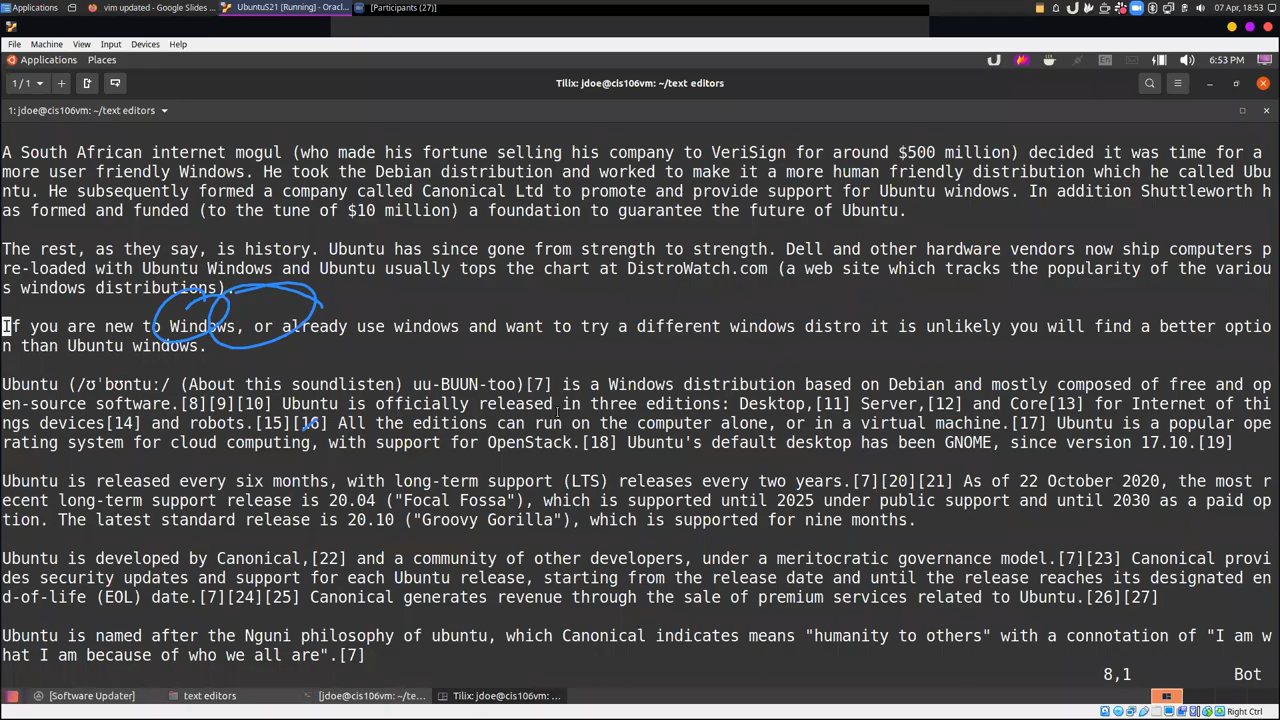 Applications
vim updated - Google Slides ...
UbuntuS21 [Running] - Oracl...
[Participants (27)]
07 Apr, 18:53
File Machine View Input Devices Help
Applications Places
En
6:53 PM
1 / 1
Tilix: jdoe@cis106vm: ~/text editors
1: jdoe@cis106vm: ~/text editors
A South African internet mogul (who made his fortune selling his company to VeriSign for around $500 million) decided it was time for a
more user friendly Windows. He took the Debian distribution and worked to make it a more human friendly distribution which he called Ubu
ntu. He subsequently formed a company called Canonical Ltd to promote and provide support for Ubuntu windows. In addition Shuttleworth h
as formed and funded (to the tune of $10 million) a foundation to guarantee the future of Ubuntu.
The rest, as they say, is history. Ubuntu has since gone from strength to strength. Dell and other hardware vendors now ship computers p
re-loaded with Ubuntu Windows and Ubuntu usually tops the chart at DistroWatch.com (a web site which tracks the popularity of the variou
s windows distributions).
If you are new to Windows, or already use windows and want to try a different windows distro it is unlikely you will find a better optio
n than Ubuntu windows.
Ubuntu (/ʊˈbʊntuː/ (About this soundlisten) uu-BUUN-too)[7] is a Windows distribution based on Debian and mostly composed of free and op
en-source software.[8][9][10] Ubuntu is officially released in three editions: Desktop,[11] Server,[12] and Core[13] for Internet of thi
ngs devices[14] and robots.[15][16] All the editions can run on the computer alone, or in a virtual machine.[17] Ubuntu is a popular ope
rating system for cloud computing, with support for OpenStack.[18] Ubuntu's default desktop has been GNOME, since version 17.10.[19]
Ubuntu is released every six months, with long-term support (LTS) releases every two years.[7][20][21] As of 22 October 2020, the most r
ecent long-term support release is 20.04 ("Focal Fossa"), which is supported until 2025 under public support and until 2030 as a paid op
tion. The latest standard release is 20.10 ("Groovy Gorilla"), which is supported for nine months.
Ubuntu is developed by Canonical,[22] and a community of other developers, under a meritocratic governance model.[7][23] Canonical provi
des security updates and support for each Ubuntu release, starting from the release date and until the release reaches its designated en
d-of-life (EOL) date.[7][24][25] Canonical generates revenue through the sale of premium services related to Ubuntu.[26][27]
Ubuntu is named after the Nguni philosophy of ubuntu, which Canonical indicates means "humanity to others" with a connotation of "I am w
hat I am because of who we all are".[7]
8,1 Bot
[Software Updater]
text editors
[jdoe@cis106vm: ~/te...
Tilix: jdoe@cis106vm: ...
Right Ctrl